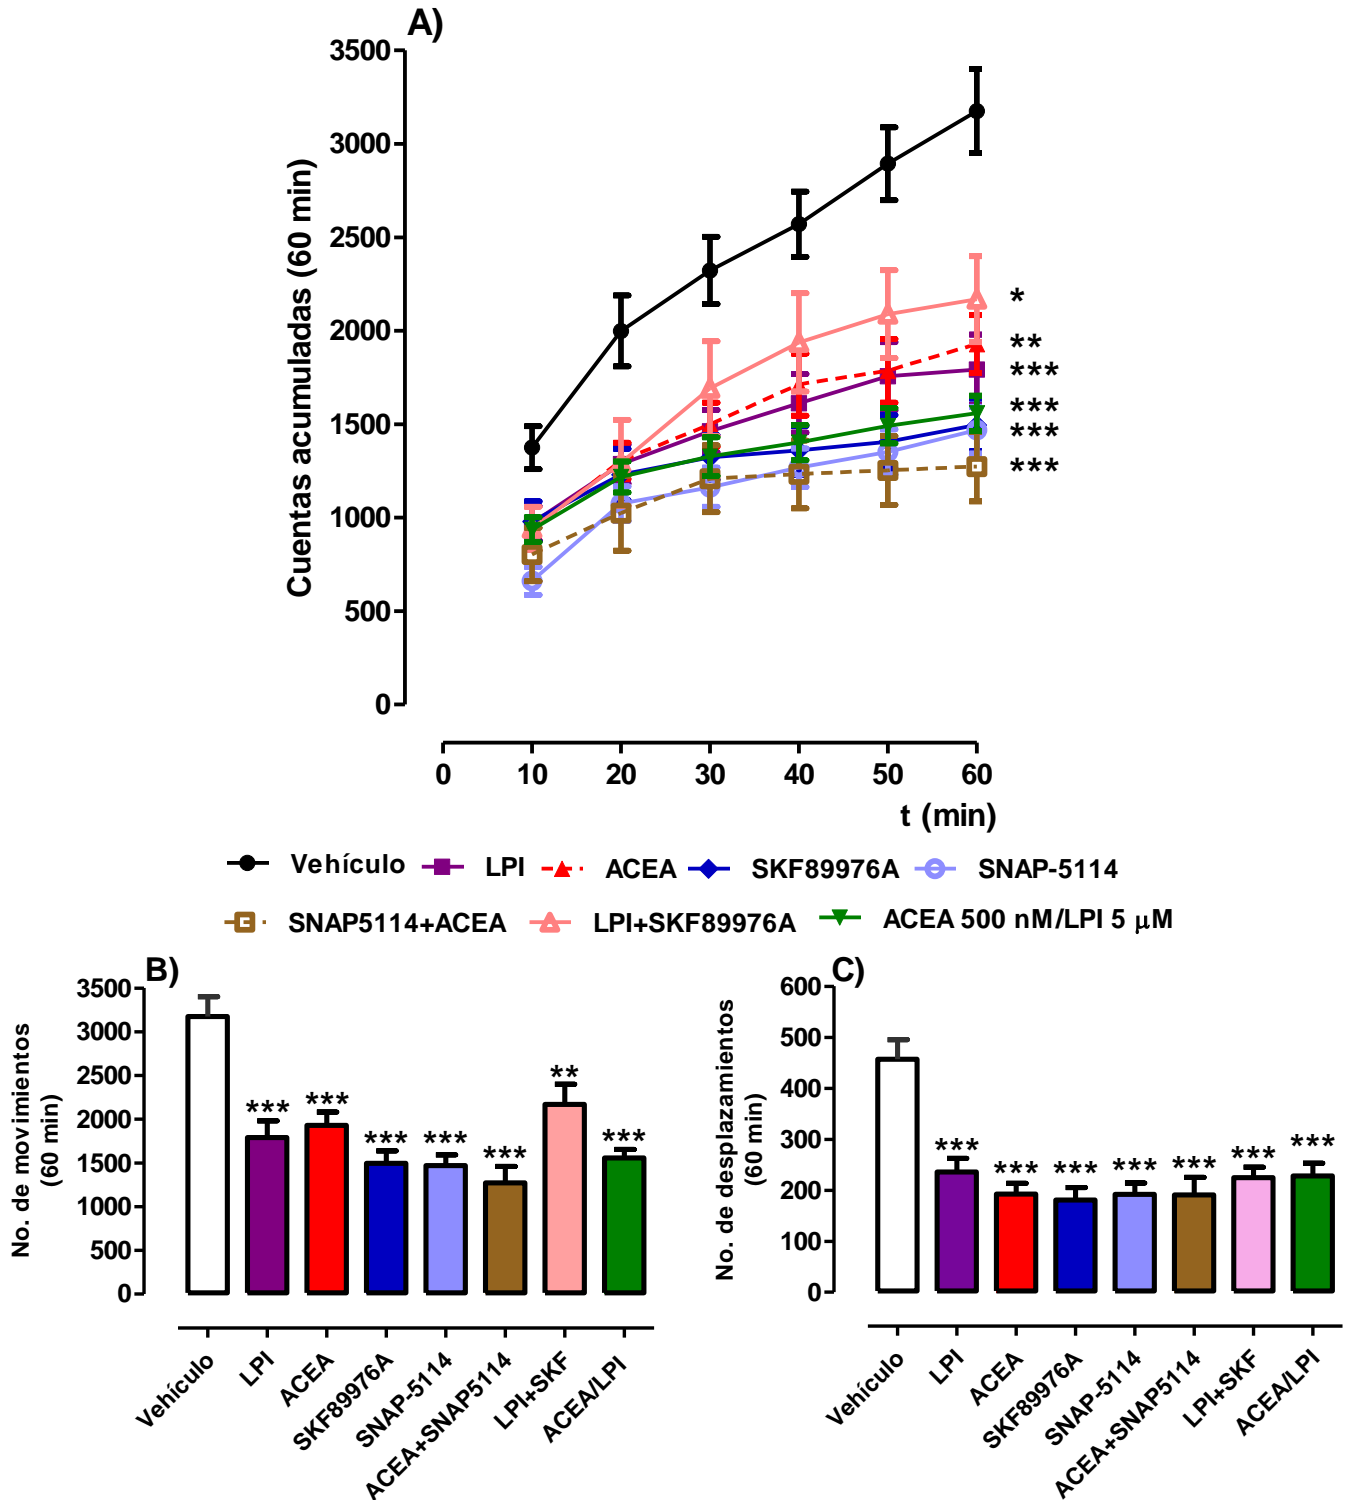 A)
Cuentas acumuladas (60 min)
3500
3000
2500
2000
1500
1000
500
0
*
**
***
***
***
***
0 10 20 30 40 50 60
t (min)
Vehículo LPI ACEA SKF89976A SNAP-5114
SNAP5114+ACEA LPI+SKF89976A ACEA 500 nM/LPI 5 μM
B)
No. de movimientos
(60 min)
3500
3000
2500
2000
1500
1000
500
0
*** *** *** *** *** ** ***
Vehículo
LPI
ACEA
SKF89976A
SNAP-5114
ACEA+SNAP5114
LPI+SKF
ACEA/LPI
C)
No. de desplazamientos
(60 min)
600
500
400
300
200
100
0
*** *** *** *** *** *** ***
Vehículo
LPI
ACEA
SKF89976A
SNAP-5114
ACEA+SNAP5114
LPI+SKF
ACEA/LPI